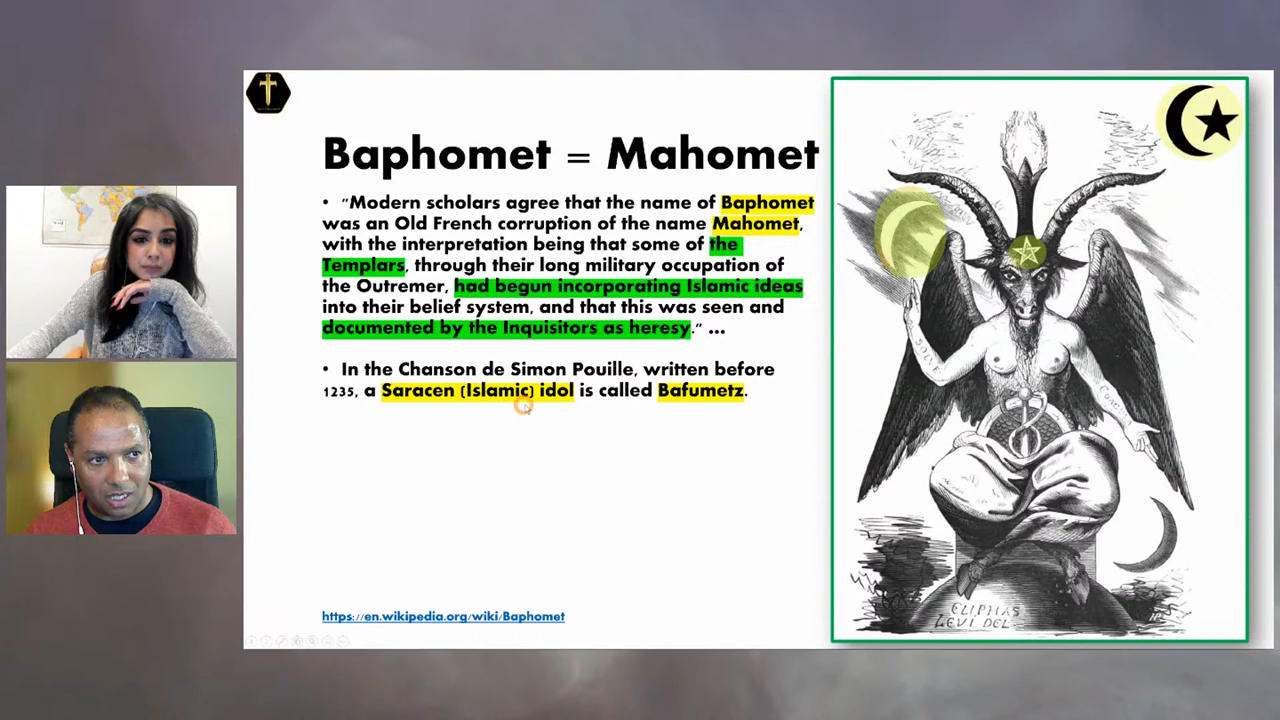 Baphomet = Mahomet
• "Modern scholars agree that the name of Baphomet
was an Old French corruption of the name Mahomet,
with the interpretation being that some of the
Templars, through their long military occupation of
the Outremer, had begun incorporating Islamic ideas
into their belief system, and that this was seen and
documented by the Inquisitors as heresy." ...
• In the Chanson de Simon Pouille, written before
1235, a Saracen (Islamic) idol is called Bafumetz.
https://en.wikipedia.org/wiki/Baphomet
SOLVE
COAGULA
ELIPHAS
LEVI DEL